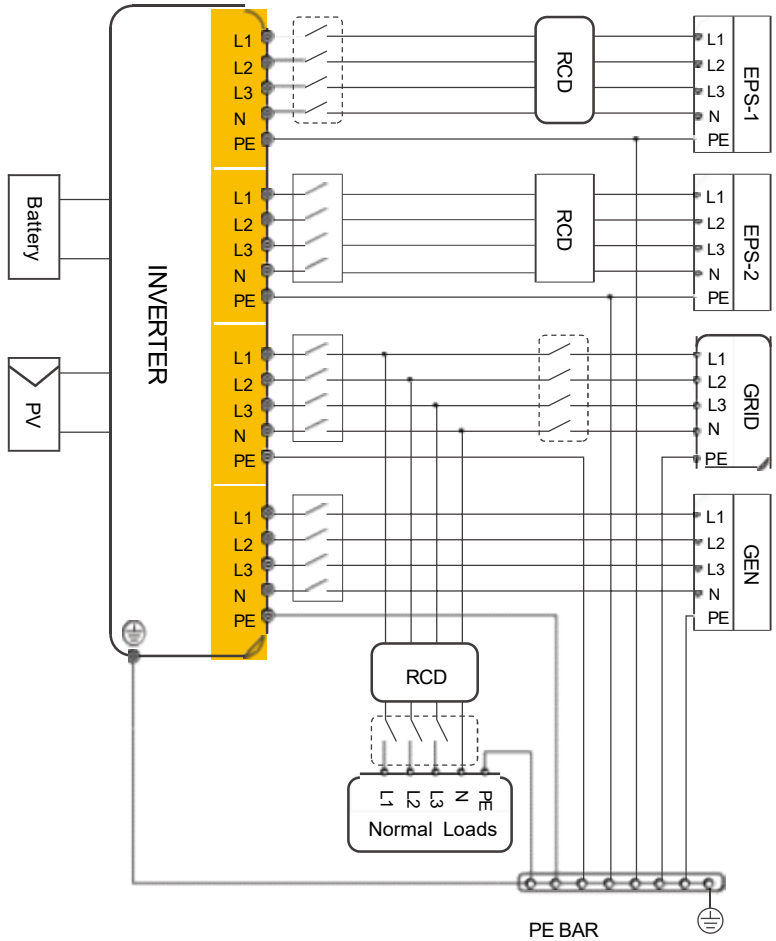 L1
L2
L3
N
PE
RCD
L1
L2
L3
N
PE
EPS-1
Battery
PV
INVERTER
L1
L2
L3
N
PE
RCD
L1
L2
L3
N
PE
EPS-2
L1
L2
L3
N
PE
L1
L2
L3
N
PE
GRID
L1
L2
L3
N
PE
L1
L2
L3
N
PE
GEN
RCD
L1 L2 L3 N PE
Normal Loads
PE BAR